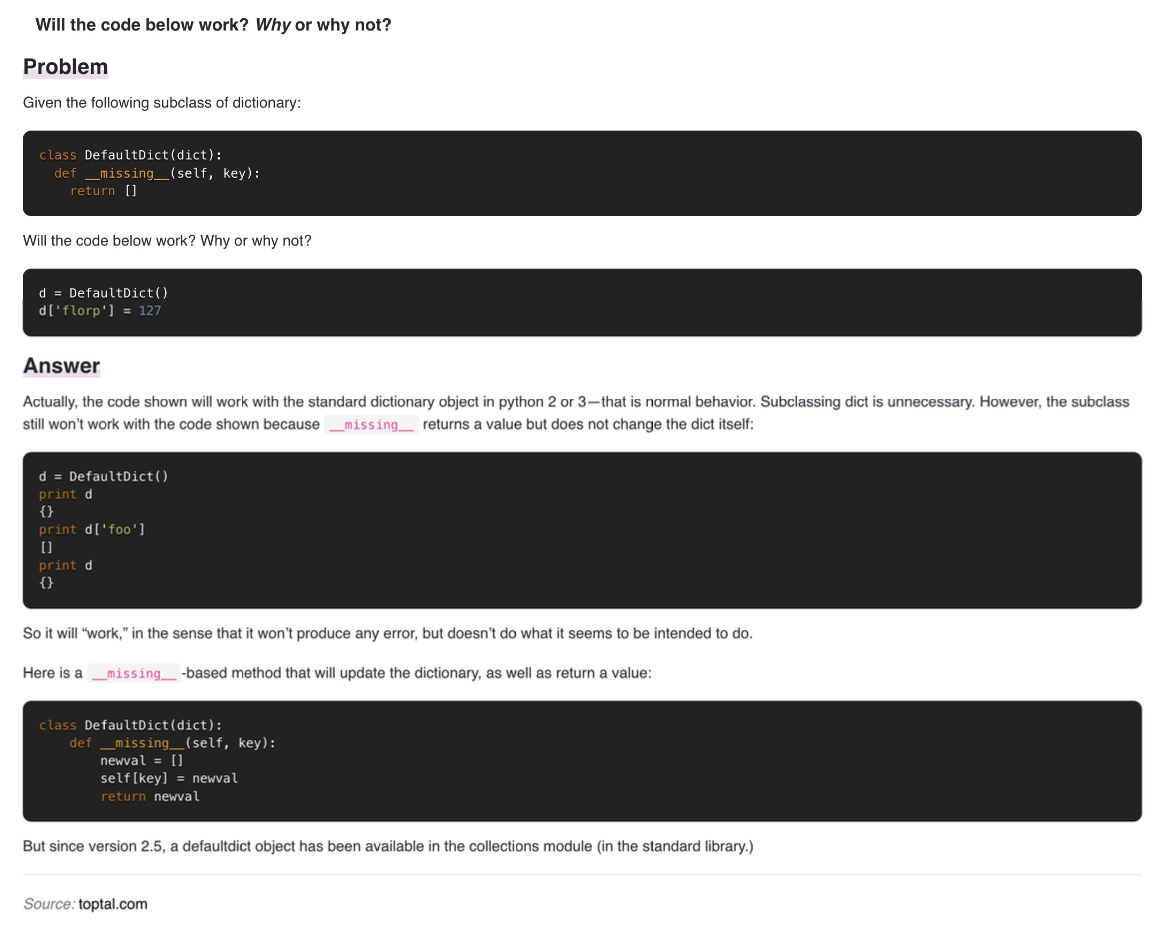 Will the code below work? Why or why not?
Problem
Given the following subclass of dictionary:
class DefaultDict(dict):
  def __missing__(self, key):
    return []
Will the code below work? Why or why not?
d = DefaultDict()
d['florp'] = 127
Answer
Actually, the code shown will work with the standard dictionary object in python 2 or 3—that is normal behavior. Subclassing dict is unnecessary. However, the subclass
still won’t work with the code shown because __missing__ returns a value but does not change the dict itself:
d = DefaultDict()
print d
{}
print d['foo']
[]
print d
{}
So it will “work,” in the sense that it won’t produce any error, but doesn’t do what it seems to be intended to do.
Here is a __missing__ -based method that will update the dictionary, as well as return a value:
class DefaultDict(dict):
    def __missing__(self, key):
        newval = []
        self[key] = newval
        return newval
But since version 2.5, a defaultdict object has been available in the collections module (in the standard library.)
Source: toptal.com